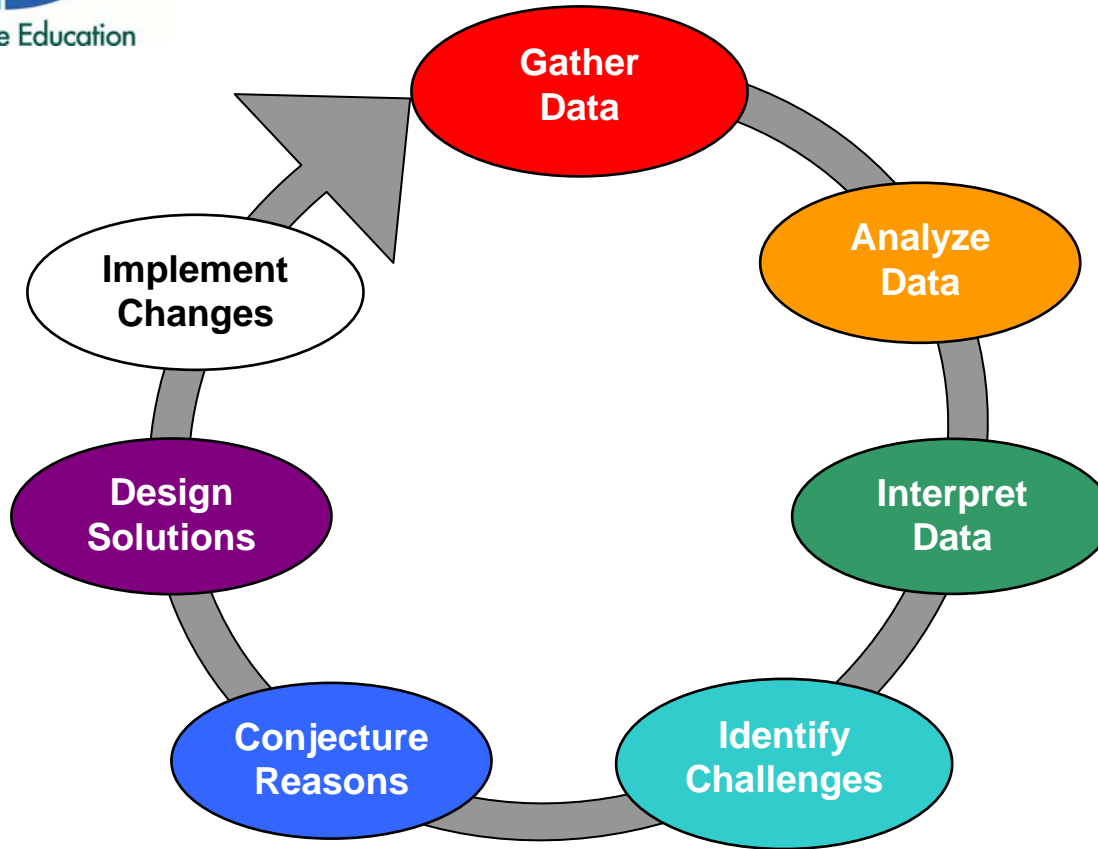 e Education
Gather
Data
Analyze
Data
Interpret
Data
Identify
Challenges
Conjecture
Reasons
Design
Solutions
Implement
Changes